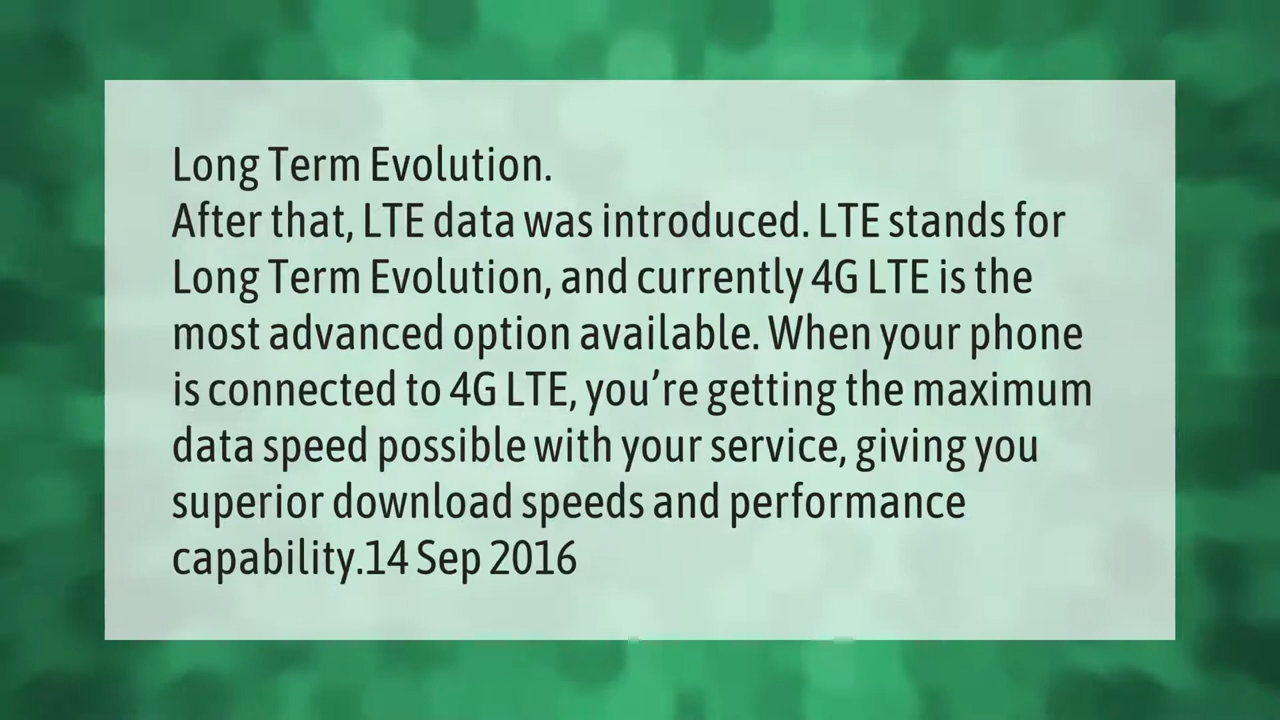 Long Term Evolution.
After that, LTE data was introduced. LTE stands for
Long Term Evolution, and currently 4G LTE is the
most advanced option available. When your phone
is connected to 4G LTE, you’re getting the maximum
data speed possible with your service, giving you
superior download speeds and performance
capability.14 Sep 2016